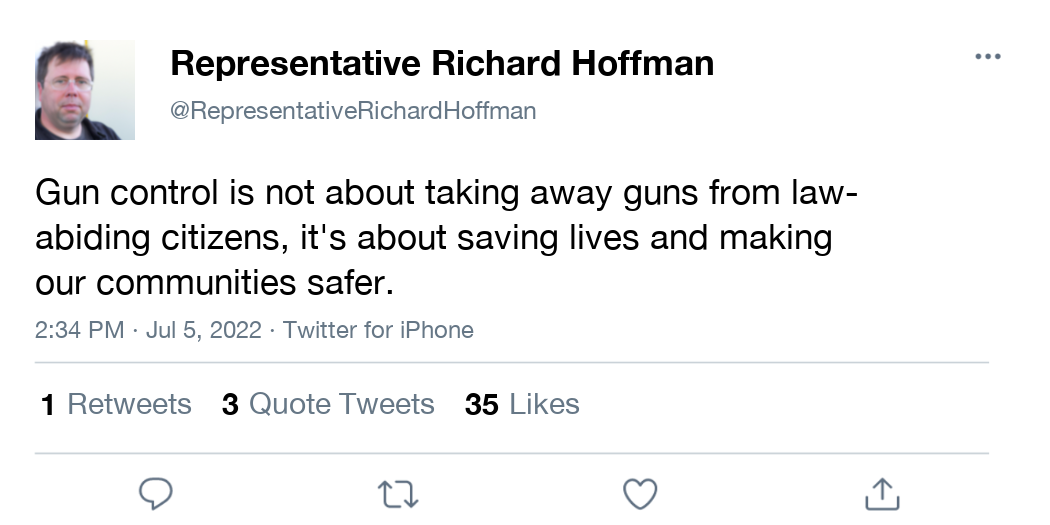 Representative Richard Hoffman
@RepresentativeRichardHoffman
Gun control is not about taking away guns from law-
abiding citizens, it's about saving lives and making
our communities safer.
2:34 PM · Jul 5, 2022 · Twitter for iPhone
1 Retweets 3 Quote Tweets 35 Likes